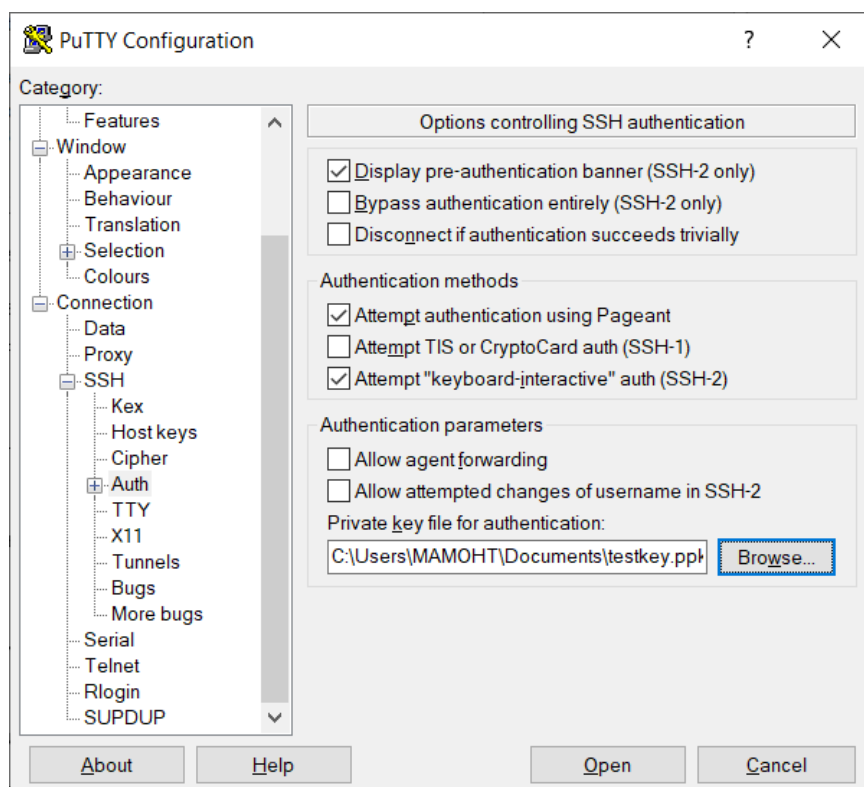 PuTTY Configuration
?
Category:
Features
Window
Appearance
Behaviour
Translation
Selection
Colours
Connection
Data
Proxy
SSH
Kex
Host keys
Cipher
Auth
TTY
X11
Tunnels
Bugs
More bugs
Serial
Telnet
Rlogin
SUPDUP
Options controlling SSH authentication
Display pre-authentication banner (SSH-2 only)
Bypass authentication entirely (SSH-2 only)
Disconnect if authentication succeeds trivially
Authentication methods
Attempt authentication using Pageant
Attempt TIS or CryptoCard auth (SSH-1)
Attempt "keyboard-interactive" auth (SSH-2)
Authentication parameters
Allow agent forwarding
Allow attempted changes of username in SSH-2
Private key file for authentication:
C:\Users\MAMOHT\Documents\testkey.ppk
Browse...
About
Help
Open
Cancel